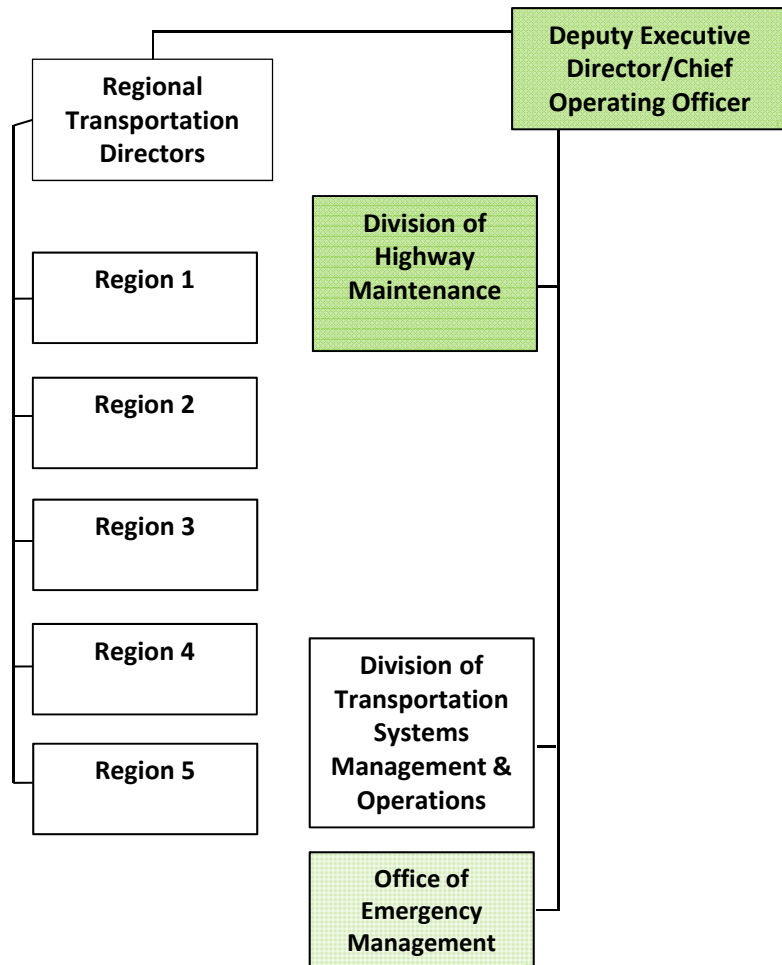 Deputy Executive
Director/Chief
Operating Officer
Regional
Transportation
Directors
Division of
Highway
Maintenance
Region 1
Region 2
Region 3
Region 4
Region 5
Division of
Transportation
Systems
Management &
Operations
Office of
Emergency
Management